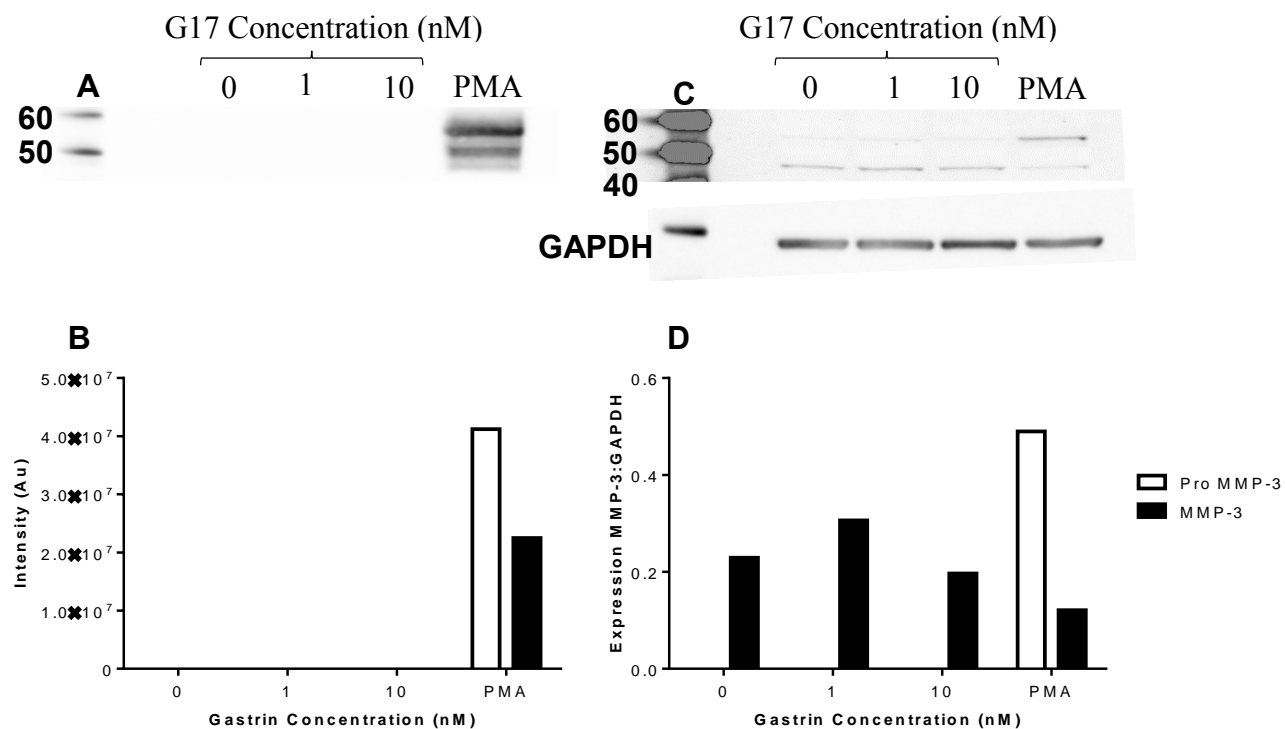 G17 Concentration (nM)
A 0 1 10 PMA
60
50
G17 Concentration (nM)
C 0 1 10 PMA
60
50
40
GAPDH
B
Intensity (Au)
5.0✖10⁷
4.0✖10⁷
3.0✖10⁷
2.0✖10⁷
1.0✖10⁷
0
0 1 10 PMA
Gastrin Concentration (nM)
D
Expression MMP-3:GAPDH
0.6
0.4
0.2
0.0
0 1 10 PMA
Gastrin Concentration (nM)
Pro MMP-3
MMP-3